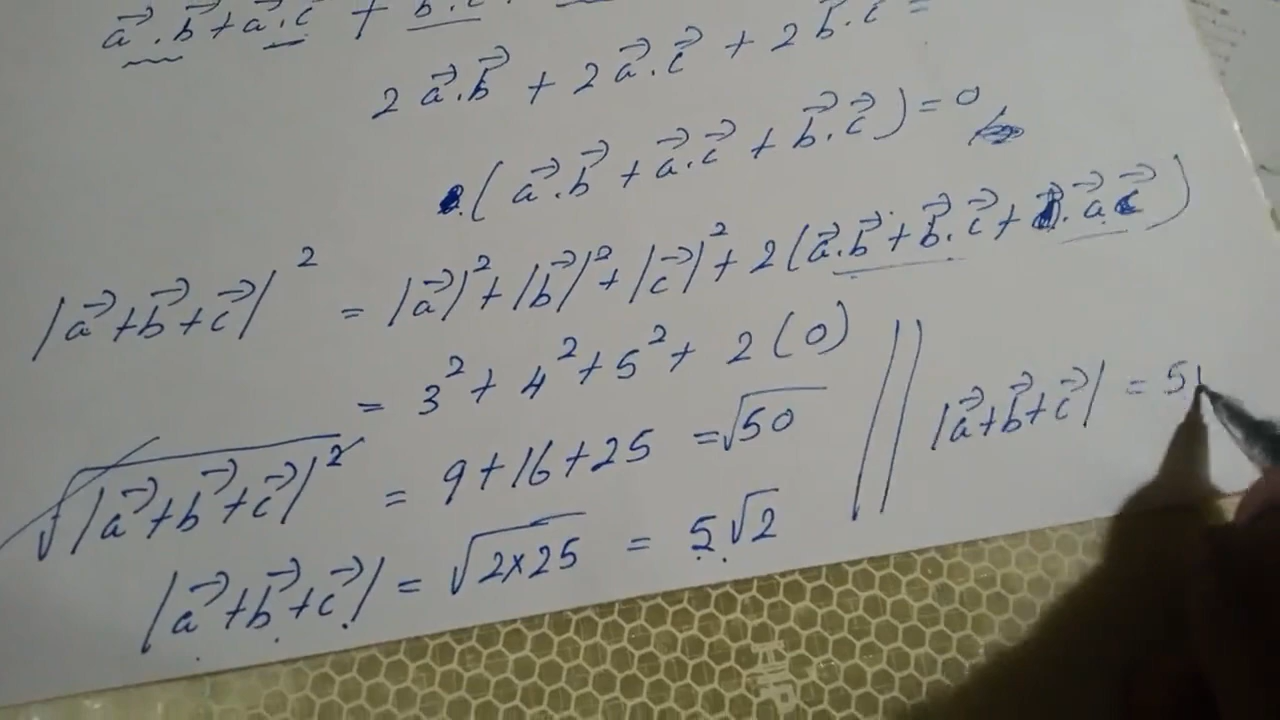 a⃗.b⃗ + a⃗.c⃗ + b⃗.c⃗
2 a⃗.b⃗ + 2 a⃗.c⃗ + 2 b⃗.c⃗ =
( a⃗.b⃗ + a⃗.c⃗ + b⃗.c⃗ ) = 0
|a⃗+b⃗+c⃗|² = |a⃗|²+|b⃗|²+|c⃗|²+2(a⃗.b⃗+b⃗.c⃗+a⃗.c⃗)
= 3²+4²+5²+ 2(0)
√|a⃗+b⃗+c⃗|² = 9+16+25 = √50
|a⃗+b⃗+c⃗| = √2×25 = 5√2
|a⃗+b⃗+c⃗| = 5